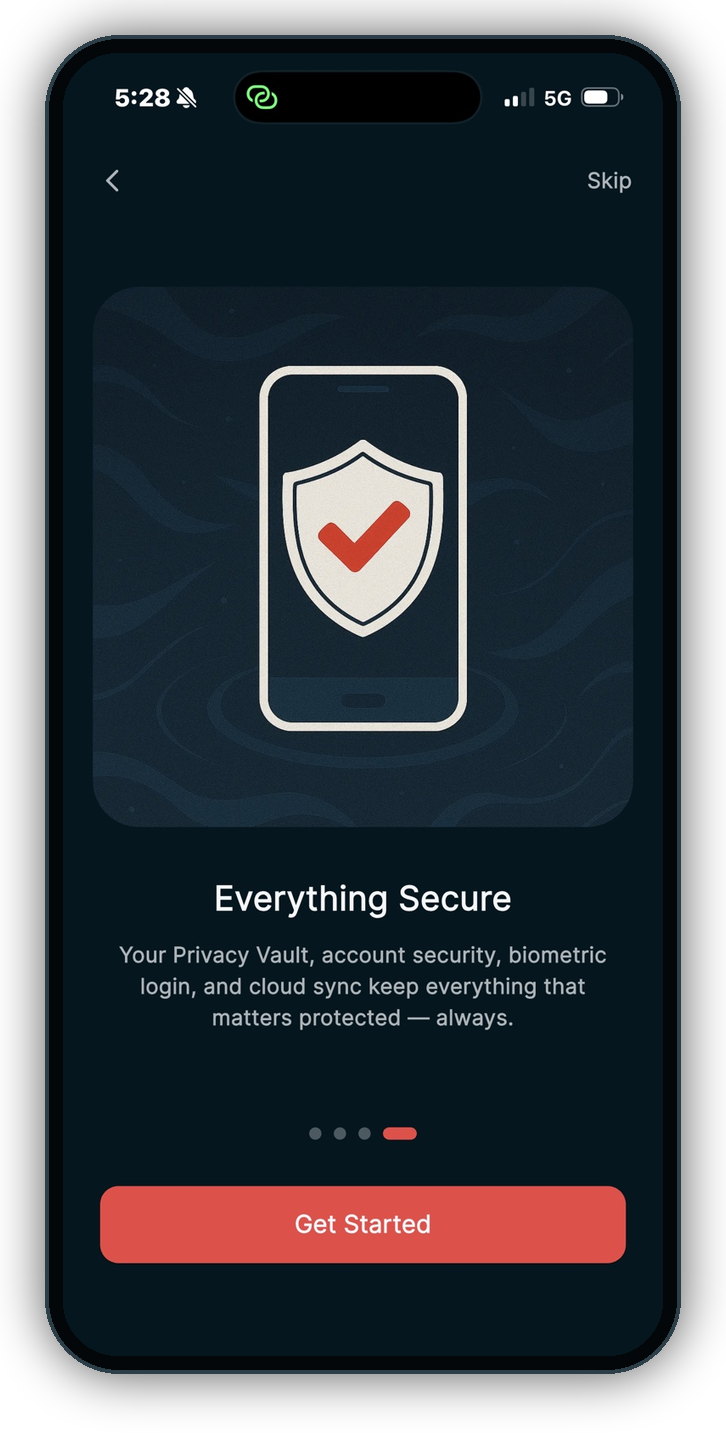 5:28
5G
Skip
Everything Secure
Your Privacy Vault, account security, biometric
login, and cloud sync keep everything that
matters protected — always.
Get Started